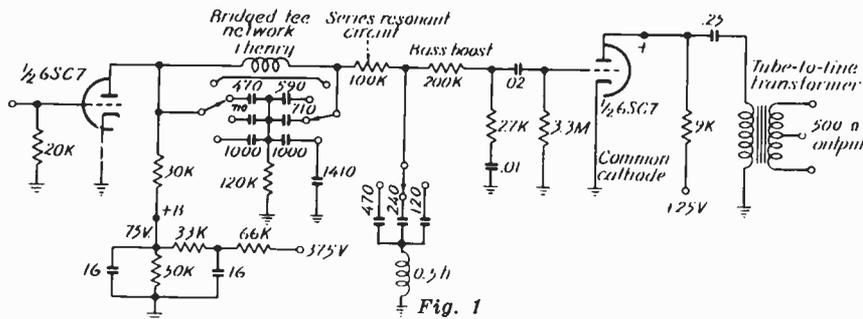 Bridged tee
network
1 henry
Series resonant
circuit
Bass boost
½ 6SC7
20K
30K
+B
75V.
16
50K
33K
16
66K
375V
470
590
710
710
1000
1000
120K
1410
100K
200K
.02
27K
.01
3.3M
470
240
120
0.5h
½ 6SC7
Common
cathode
+
.25
9K
125V
Tube-to-line
transformer
500 Ω
output
Fig. 1